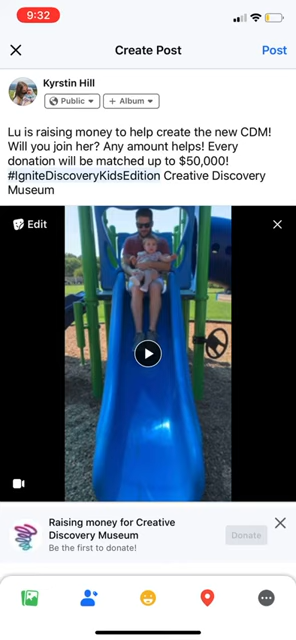 9:32
Create Post
Post
Kyrstin Hill
Public
+ Album
Lu is raising money to help create the new CDM!
Will you join her? Any amount helps! Every
donation will be matched up to $50,000!
#IgniteDiscoveryKidsEdition Creative Discovery
Museum
Edit
Raising money for Creative
Discovery Museum
Be the first to donate!
Donate